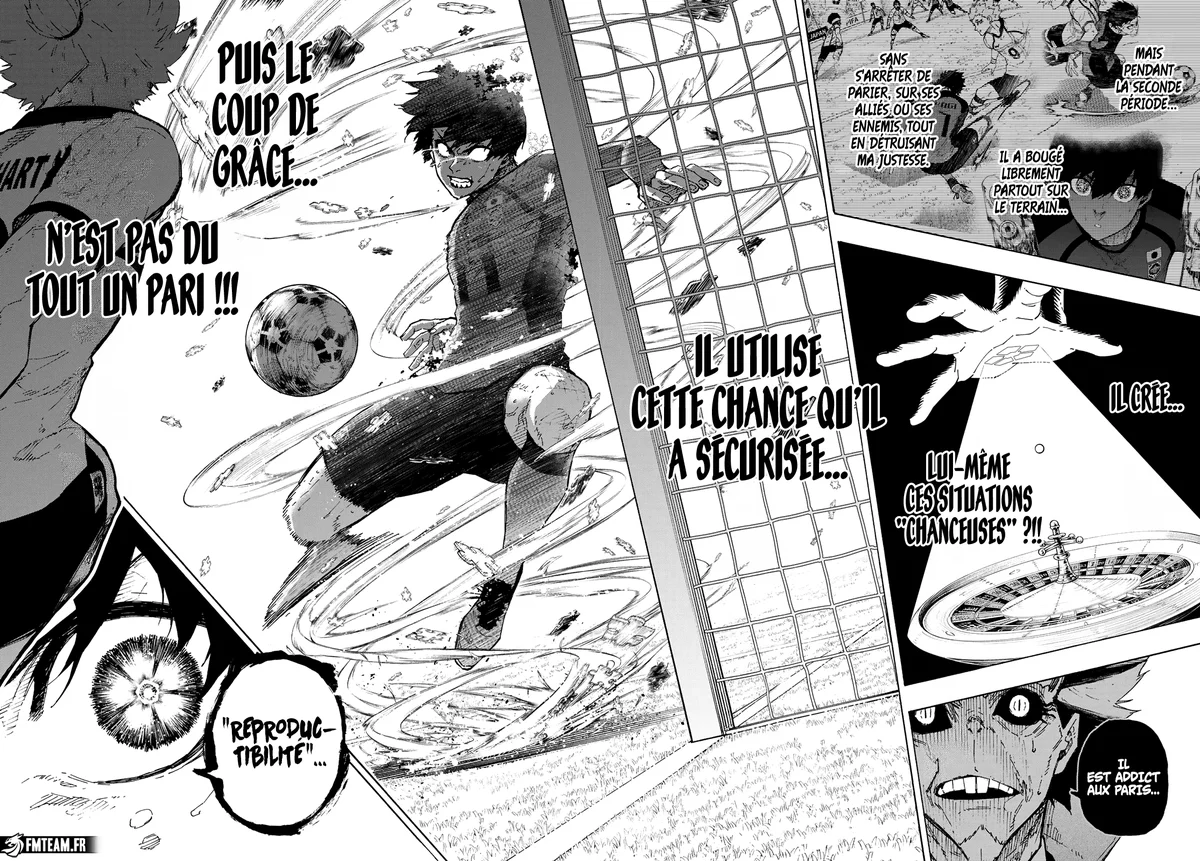 MAIS
PENDANT
LA SECONDE
PÉRIODE...
IL A BOUGÉ
LIBREMENT
PARTOUT SUR
LE TERRAIN...
SANS
S'ARRÊTER DE
PARIER, SUR SES
ALLIÉS OU SES
ENNEMIS, TOUT
EN DÉTRUISANT
MA JUSTESSE.
JAPAN
IL CRÉE...
LUI-MÊME
CES SITUATIONS
"CHANCEUSES" ?!!
IL
EST ADDICT
AUX PARIS...
IL UTILISE
CETTE CHANCE QU'IL
A SÉCURISÉE...
PUIS LE
COUP DE
GRÂCE...
N'EST PAS DU
TOUT UN PARI !!!
HARTY
11
"REPRODUC-
TIBILITÉ"...
FMTEAM.FR